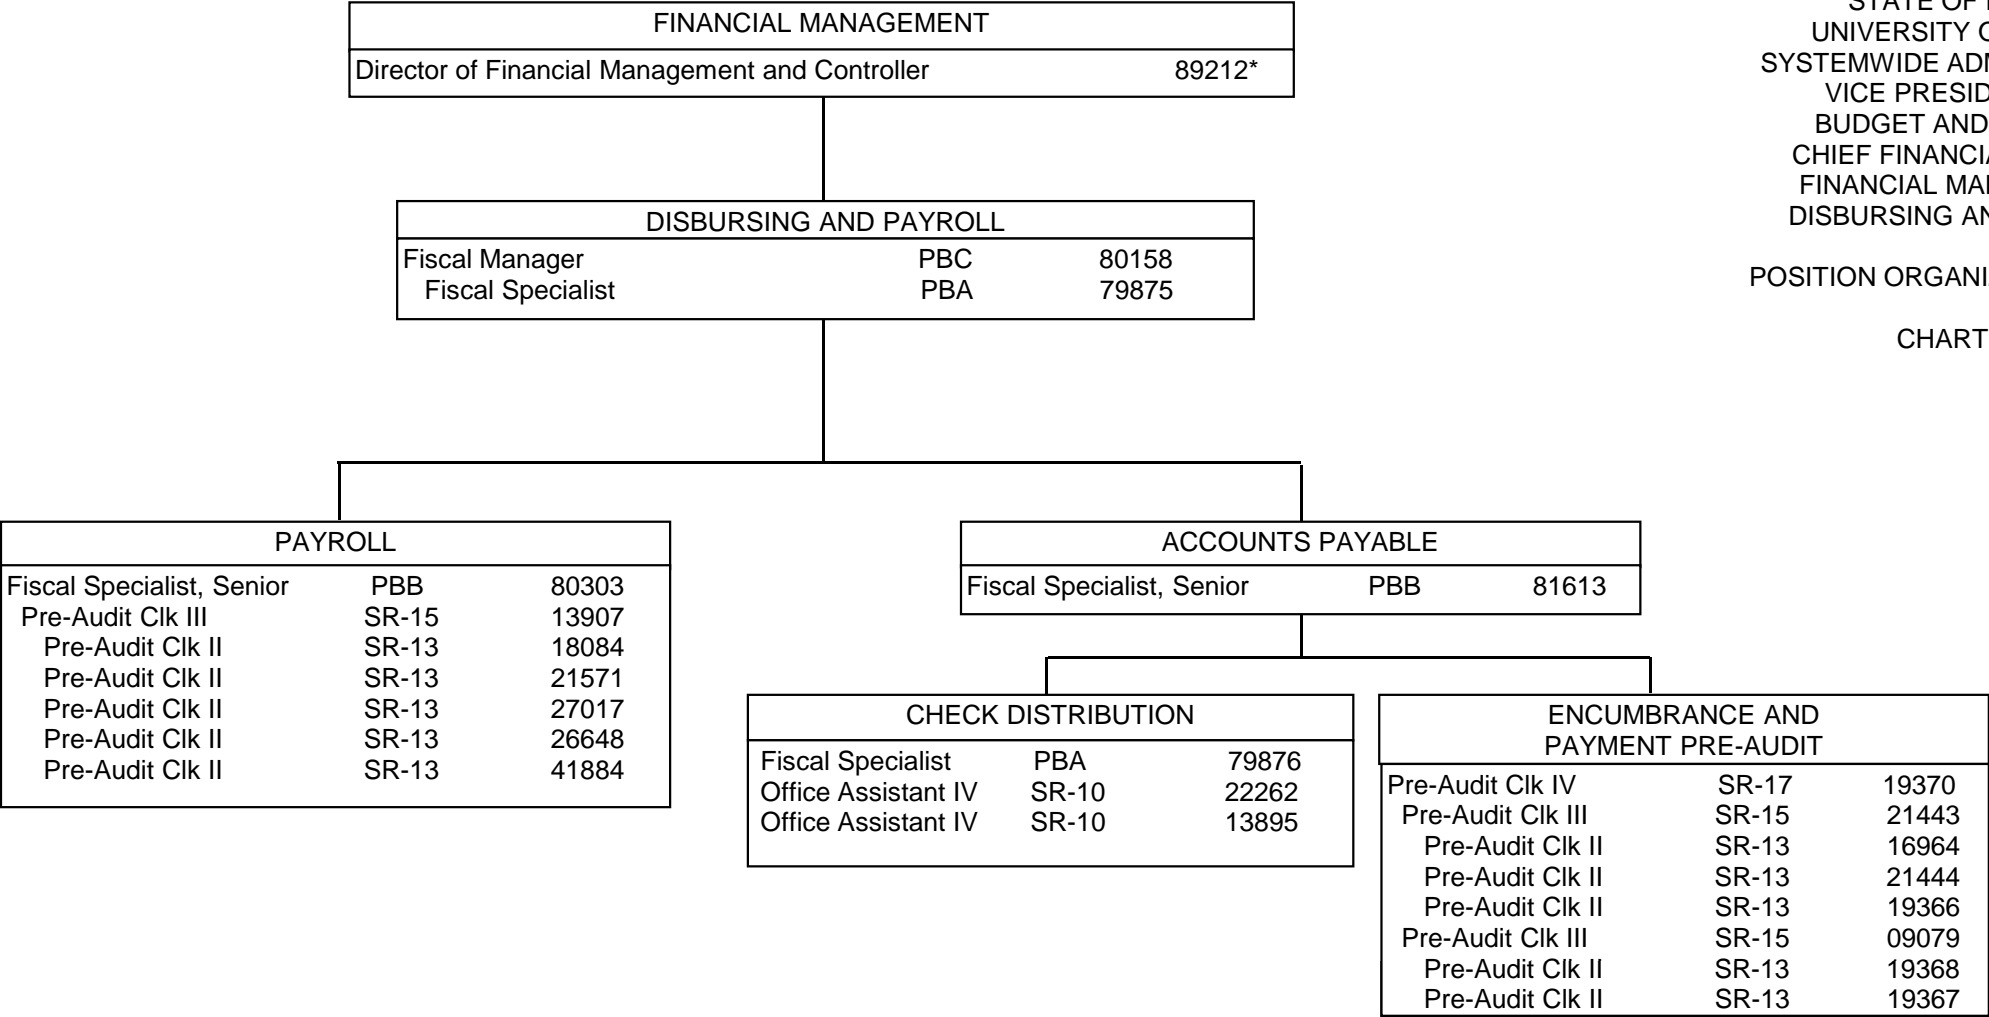 FINANCIAL MANAGEMENT
Director of Financial Management and Controller 89212*
STATE OF
UNIVERSITY
SYSTEMWIDE
VICE
BUDGET AND
CHIEF
FINANCIAL
DISBURSING
POSITION
CHART
DISBURSING AND PAYROLL
Fiscal Manager PBC 80158
Fiscal Specialist PBA 79875
PAYROLL
Fiscal Specialist, Senior PBB 80303
Pre-Audit Clk III SR-15 13907
Pre-Audit Clk II SR-13 18084
Pre-Audit Clk II SR-13 21571
Pre-Audit Clk II SR-13 27017
Pre-Audit Clk II SR-13 26648
Pre-Audit Clk II SR-13 41884
ACCOUNTS PAYABLE
Fiscal Specialist, Senior PBB 81613
CHECK DISTRIBUTION
Fiscal Specialist PBA 79876
Office Assistant IV SR-10 22262
Office Assistant IV SR-10 13895
ENCUMBRANCE AND
PAYMENT PRE-AUDIT
Pre-Audit Clk IV SR-17 19370
Pre-Audit Clk III SR-15 21443
Pre-Audit Clk II SR-13 16964
Pre-Audit Clk II SR-13 21444
Pre-Audit Clk II SR-13 19366
Pre-Audit Clk III SR-15 09079
Pre-Audit Clk II SR-13 19368
Pre-Audit Clk II SR-13 19367